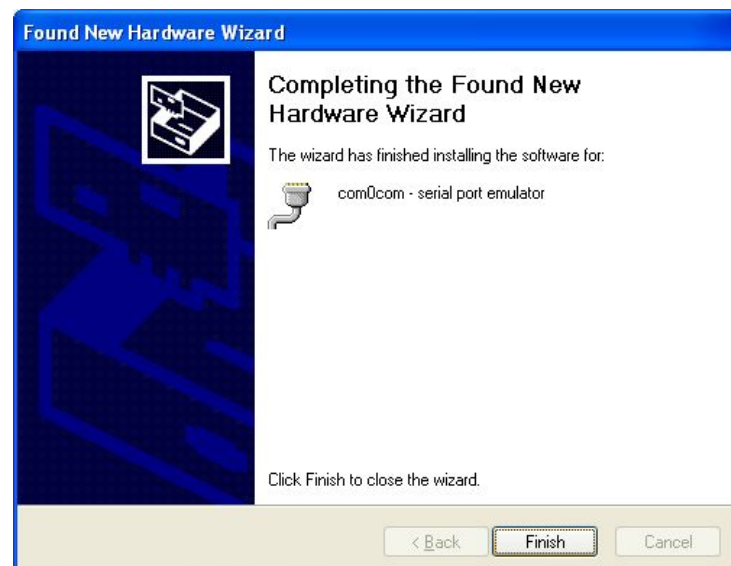 Found New Hardware Wizard
Completing the Found New
Hardware Wizard
The wizard has finished installing the software for:
com0com - serial port emulator
Click Finish to close the wizard.
< Back
Finish
Cancel